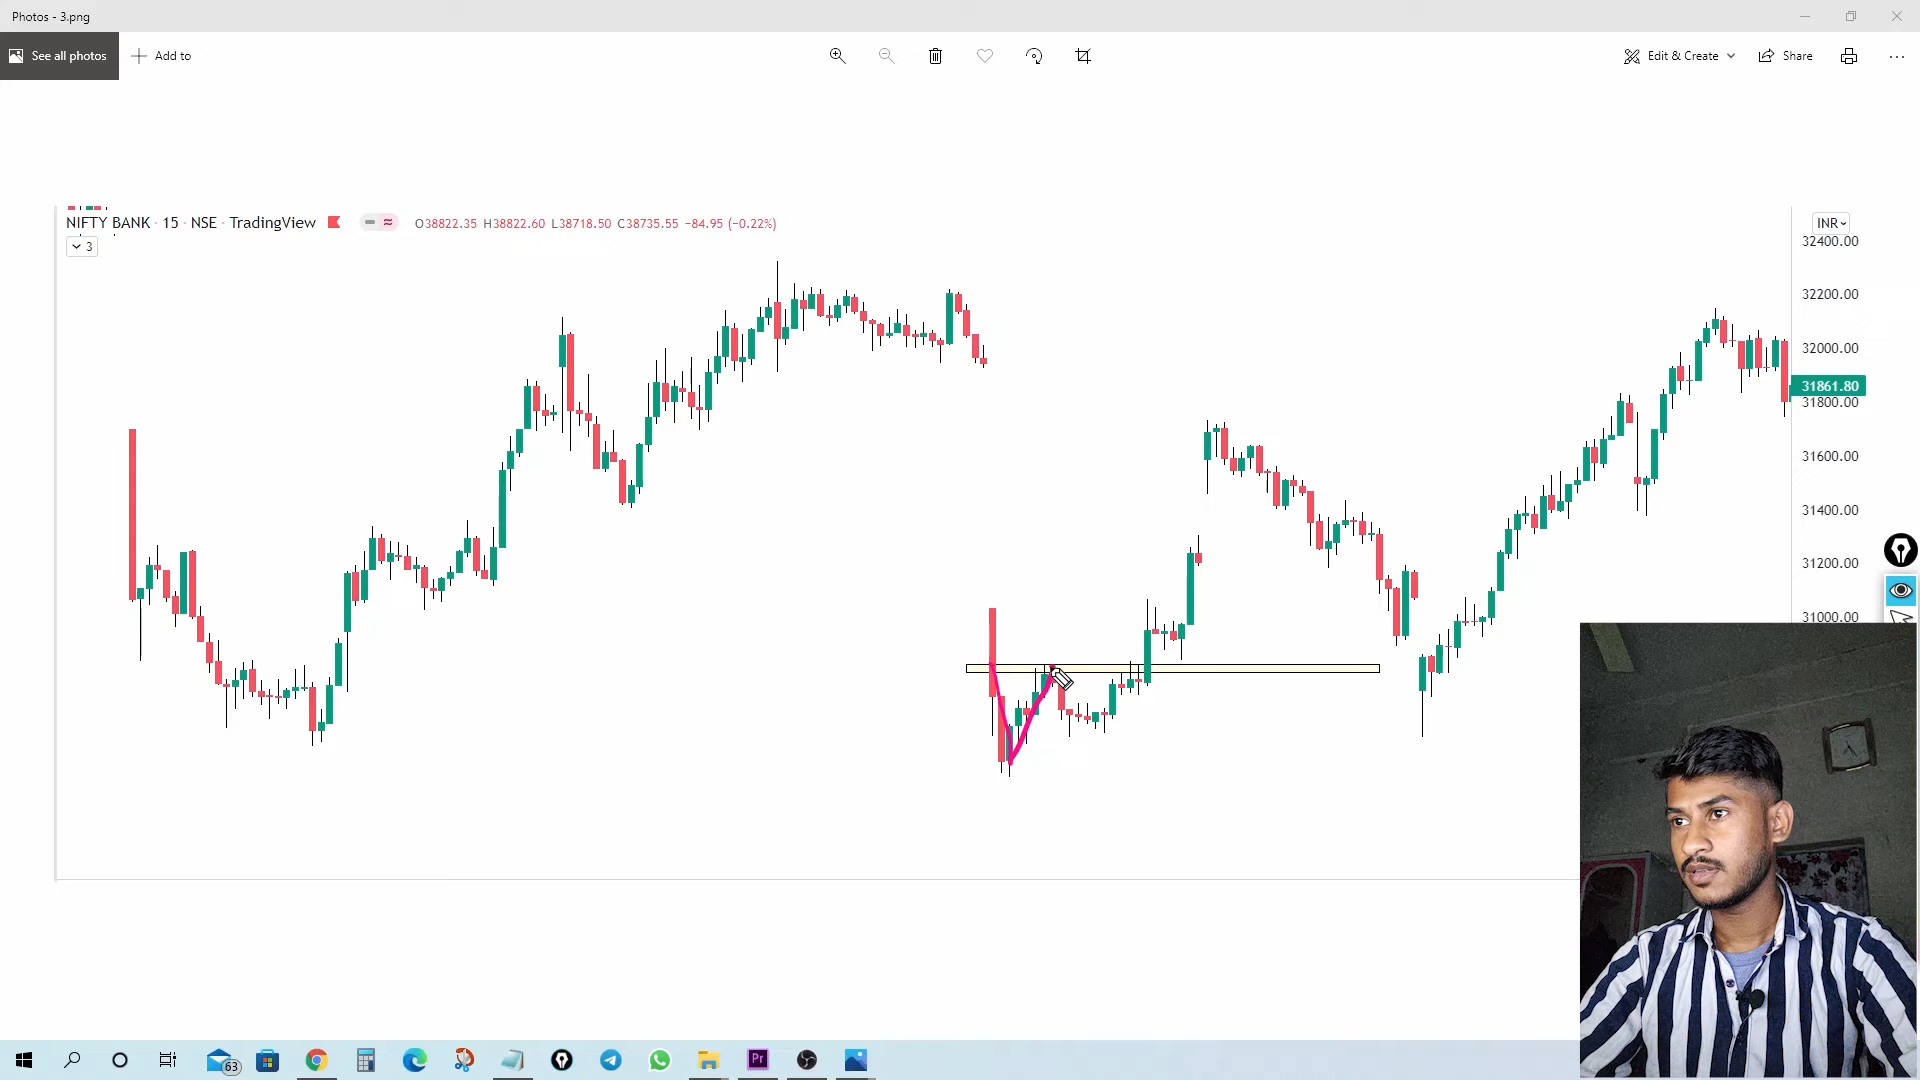 Photos - 3.png
See all photos
Add to
Edit & Create
Share
NIFTY BANK · 15 · NSE · TradingView
O38822.35 H38822.60 L38718.50 C38735.55 −84.95 (−0.22%)
INR
3
32400.00
32200.00
32000.00
31861.80
31800.00
31600.00
31400.00
31200.00
31000.00
63
Pr